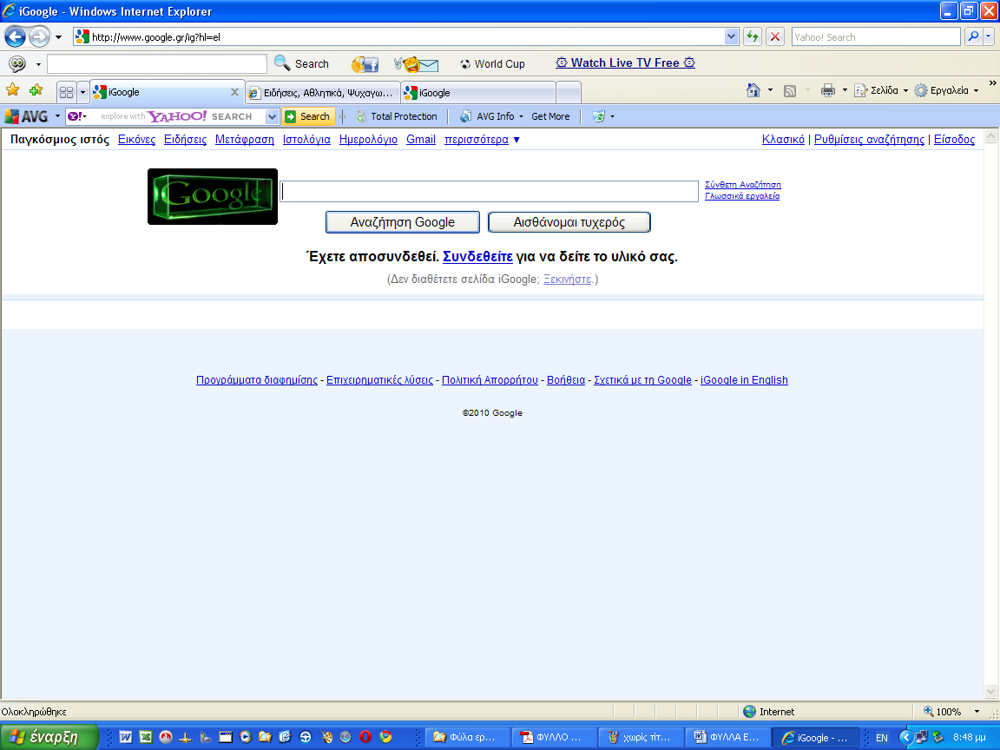 iGoogle - Windows Internet Explorer
http://www.google.gr/ig?hl=el
Yahoo! Search
Search
World Cup
Watch Live TV Free
iGoogle
Ειδήσεις, Αθλητικά, Ψυχαγω...
iGoogle
Σελίδα
Εργαλεία
AVG
Y!
explore with YAHOO! SEARCH
Search
Total Protection
AVG Info
Get More
Παγκόσμιος ιστός Εικόνες Ειδήσεις Μετάφραση Ιστολόγια Ημερολόγιο Gmail περισσότερα ▼
Κλασικό | Ρυθμίσεις αναζήτησης | Είσοδος
Google
Σύνθετη Αναζήτηση
Γλωσσικά εργαλεία
Αναζήτηση Google
Αισθάνομαι τυχερός
Έχετε αποσυνδεθεί. Συνδεθείτε για να δείτε το υλικό σας.
(Δεν διαθέτετε σελίδα iGoogle; Ξεκινήστε.)
Προγράμματα διαφημίσης - Επιχειρηματικές λύσεις - Πολιτική Απορρήτου - Βοήθεια - Σχετικά με τη Google - iGoogle in English
©2010 Google
Ολοκληρώθηκε
Internet
100%
έναρξη
Φύλα ερ...
ΦΥΛΛΟ ...
χωρίς τίτ...
ΦΥΛΛΑ Ε...
iGoogle - ...
EN
8:48 μμ